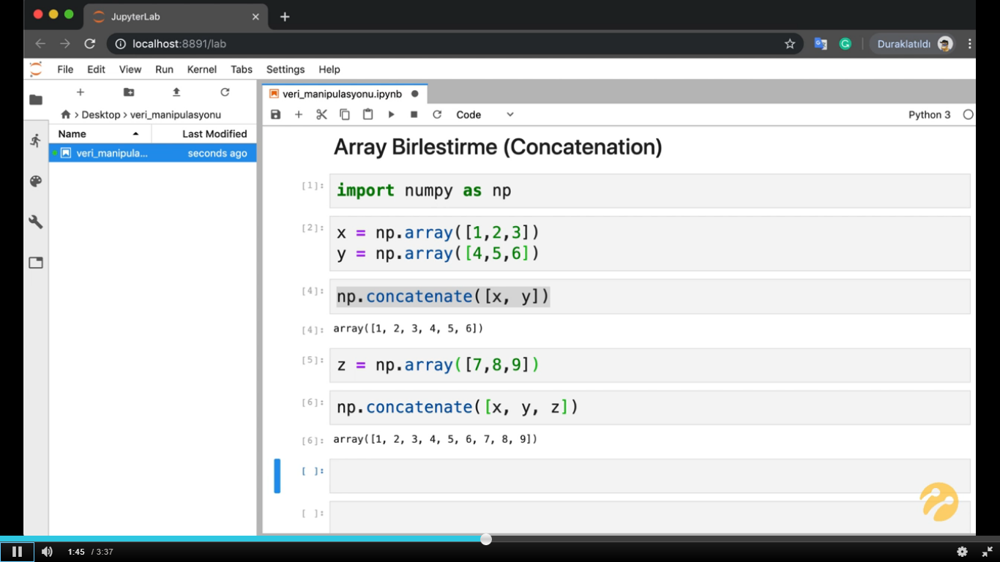 JupyterLab
localhost:8891/lab
Duraklatıldı
File Edit View Run Kernel Tabs Settings Help
Desktop > veri_manipulasyonu
Name Last Modified
veri_manipula... seconds ago
veri_manipulasyonu.ipynb
Code Python 3
Array Birlestirme (Concatenation)
[1]: import numpy as np
[2]: x = np.array([1,2,3])
y = np.array([4,5,6])
[4]: np.concatenate([x, y])
[4]: array([1, 2, 3, 4, 5, 6])
[5]: z = np.array([7,8,9])
[6]: np.concatenate([x, y, z])
[6]: array([1, 2, 3, 4, 5, 6, 7, 8, 9])
[ ]:
[ ]:
1:45 / 3:37